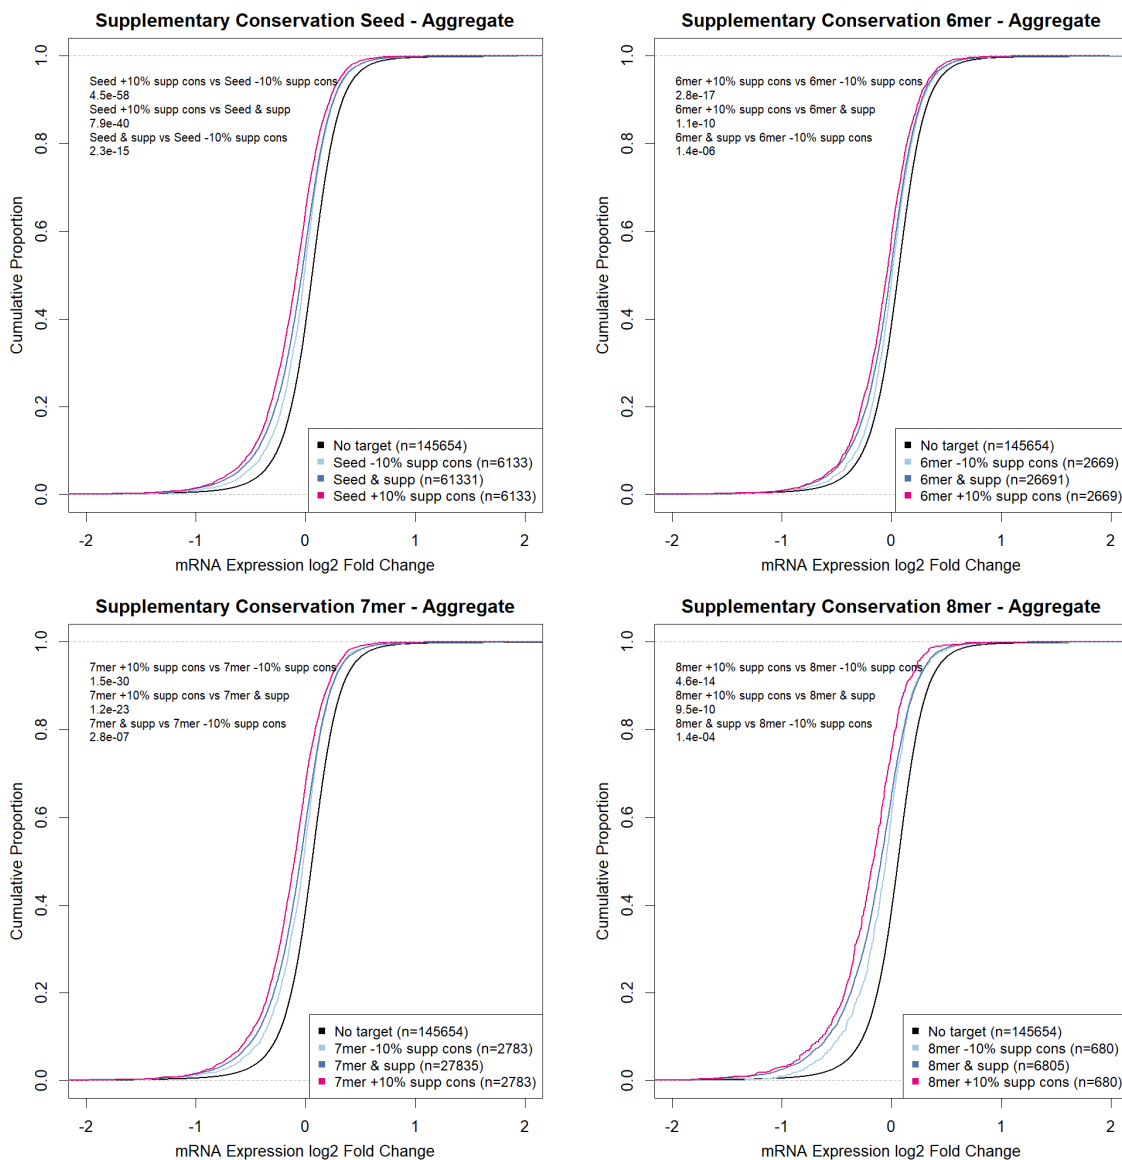 Supplementary Conservation Seed - Aggregate
Cumulative Proportion
1.0
0.8
0.6
0.4
0.2
0.0
Seed +10% supp cons vs Seed -10% supp cons
4.5e-58
Seed +10% supp cons vs Seed & supp
7.9e-40
Seed & supp vs Seed -10% supp cons
2.3e-15
No target (n=145654)
Seed -10% supp cons (n=6133)
Seed & supp (n=61331)
Seed +10% supp cons (n=6133)
-2
-1
0
1
2
mRNA Expression log2 Fold Change
Supplementary Conservation 6mer - Aggregate
Cumulative Proportion
1.0
0.8
0.6
0.4
0.2
0.0
6mer +10% supp cons vs 6mer -10% supp cons
2.8e-17
6mer +10% supp cons vs 6mer & supp
1.1e-10
6mer & supp vs 6mer -10% supp cons
1.4e-06
No target (n=145654)
6mer -10% supp cons (n=2669)
6mer & supp (n=26691)
6mer +10% supp cons (n=2669)
-2
-1
0
1
2
mRNA Expression log2 Fold Change
Supplementary Conservation 7mer - Aggregate
Cumulative Proportion
1.0
0.8
0.6
0.4
0.2
0.0
7mer +10% supp cons vs 7mer -10% supp cons
1.5e-30
7mer +10% supp cons vs 7mer & supp
1.2e-23
7mer & supp vs 7mer -10% supp cons
2.8e-07
No target (n=145654)
7mer -10% supp cons (n=2783)
7mer & supp (n=27835)
7mer +10% supp cons (n=2783)
-2
-1
0
1
2
mRNA Expression log2 Fold Change
Supplementary Conservation 8mer - Aggregate
Cumulative Proportion
1.0
0.8
0.6
0.4
0.2
0.0
8mer +10% supp cons vs 8mer -10% supp cons
4.6e-14
8mer +10% supp cons vs 8mer & supp
9.5e-10
8mer & supp vs 8mer -10% supp cons
1.4e-04
No target (n=145654)
8mer -10% supp cons (n=680)
8mer & supp (n=6805)
8mer +10% supp cons (n=680)
-2
-1
0
1
2
mRNA Expression log2 Fold Change